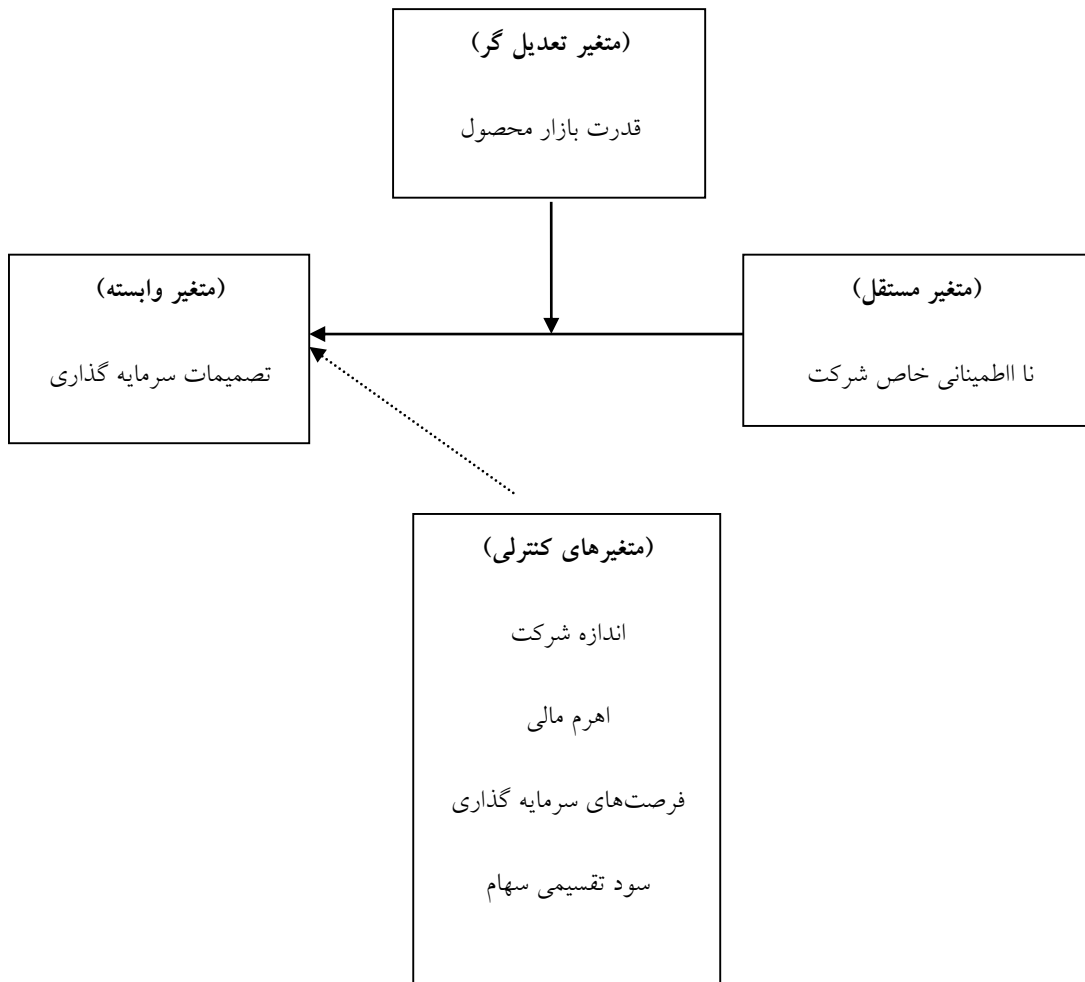 (متغیر تعدیل گر)
قدرت بازار محصول
(متغیر مستقل)
نا ااطمینانی خاص شرکت
(متغیر وابسته)
تصمیمات سرمایه گذاری
(متغیرهای کنترلی)
اندازه شرکت
اهرم مالی
فرصت‌های سرمایه گذاری
سود تقسیمی سهام